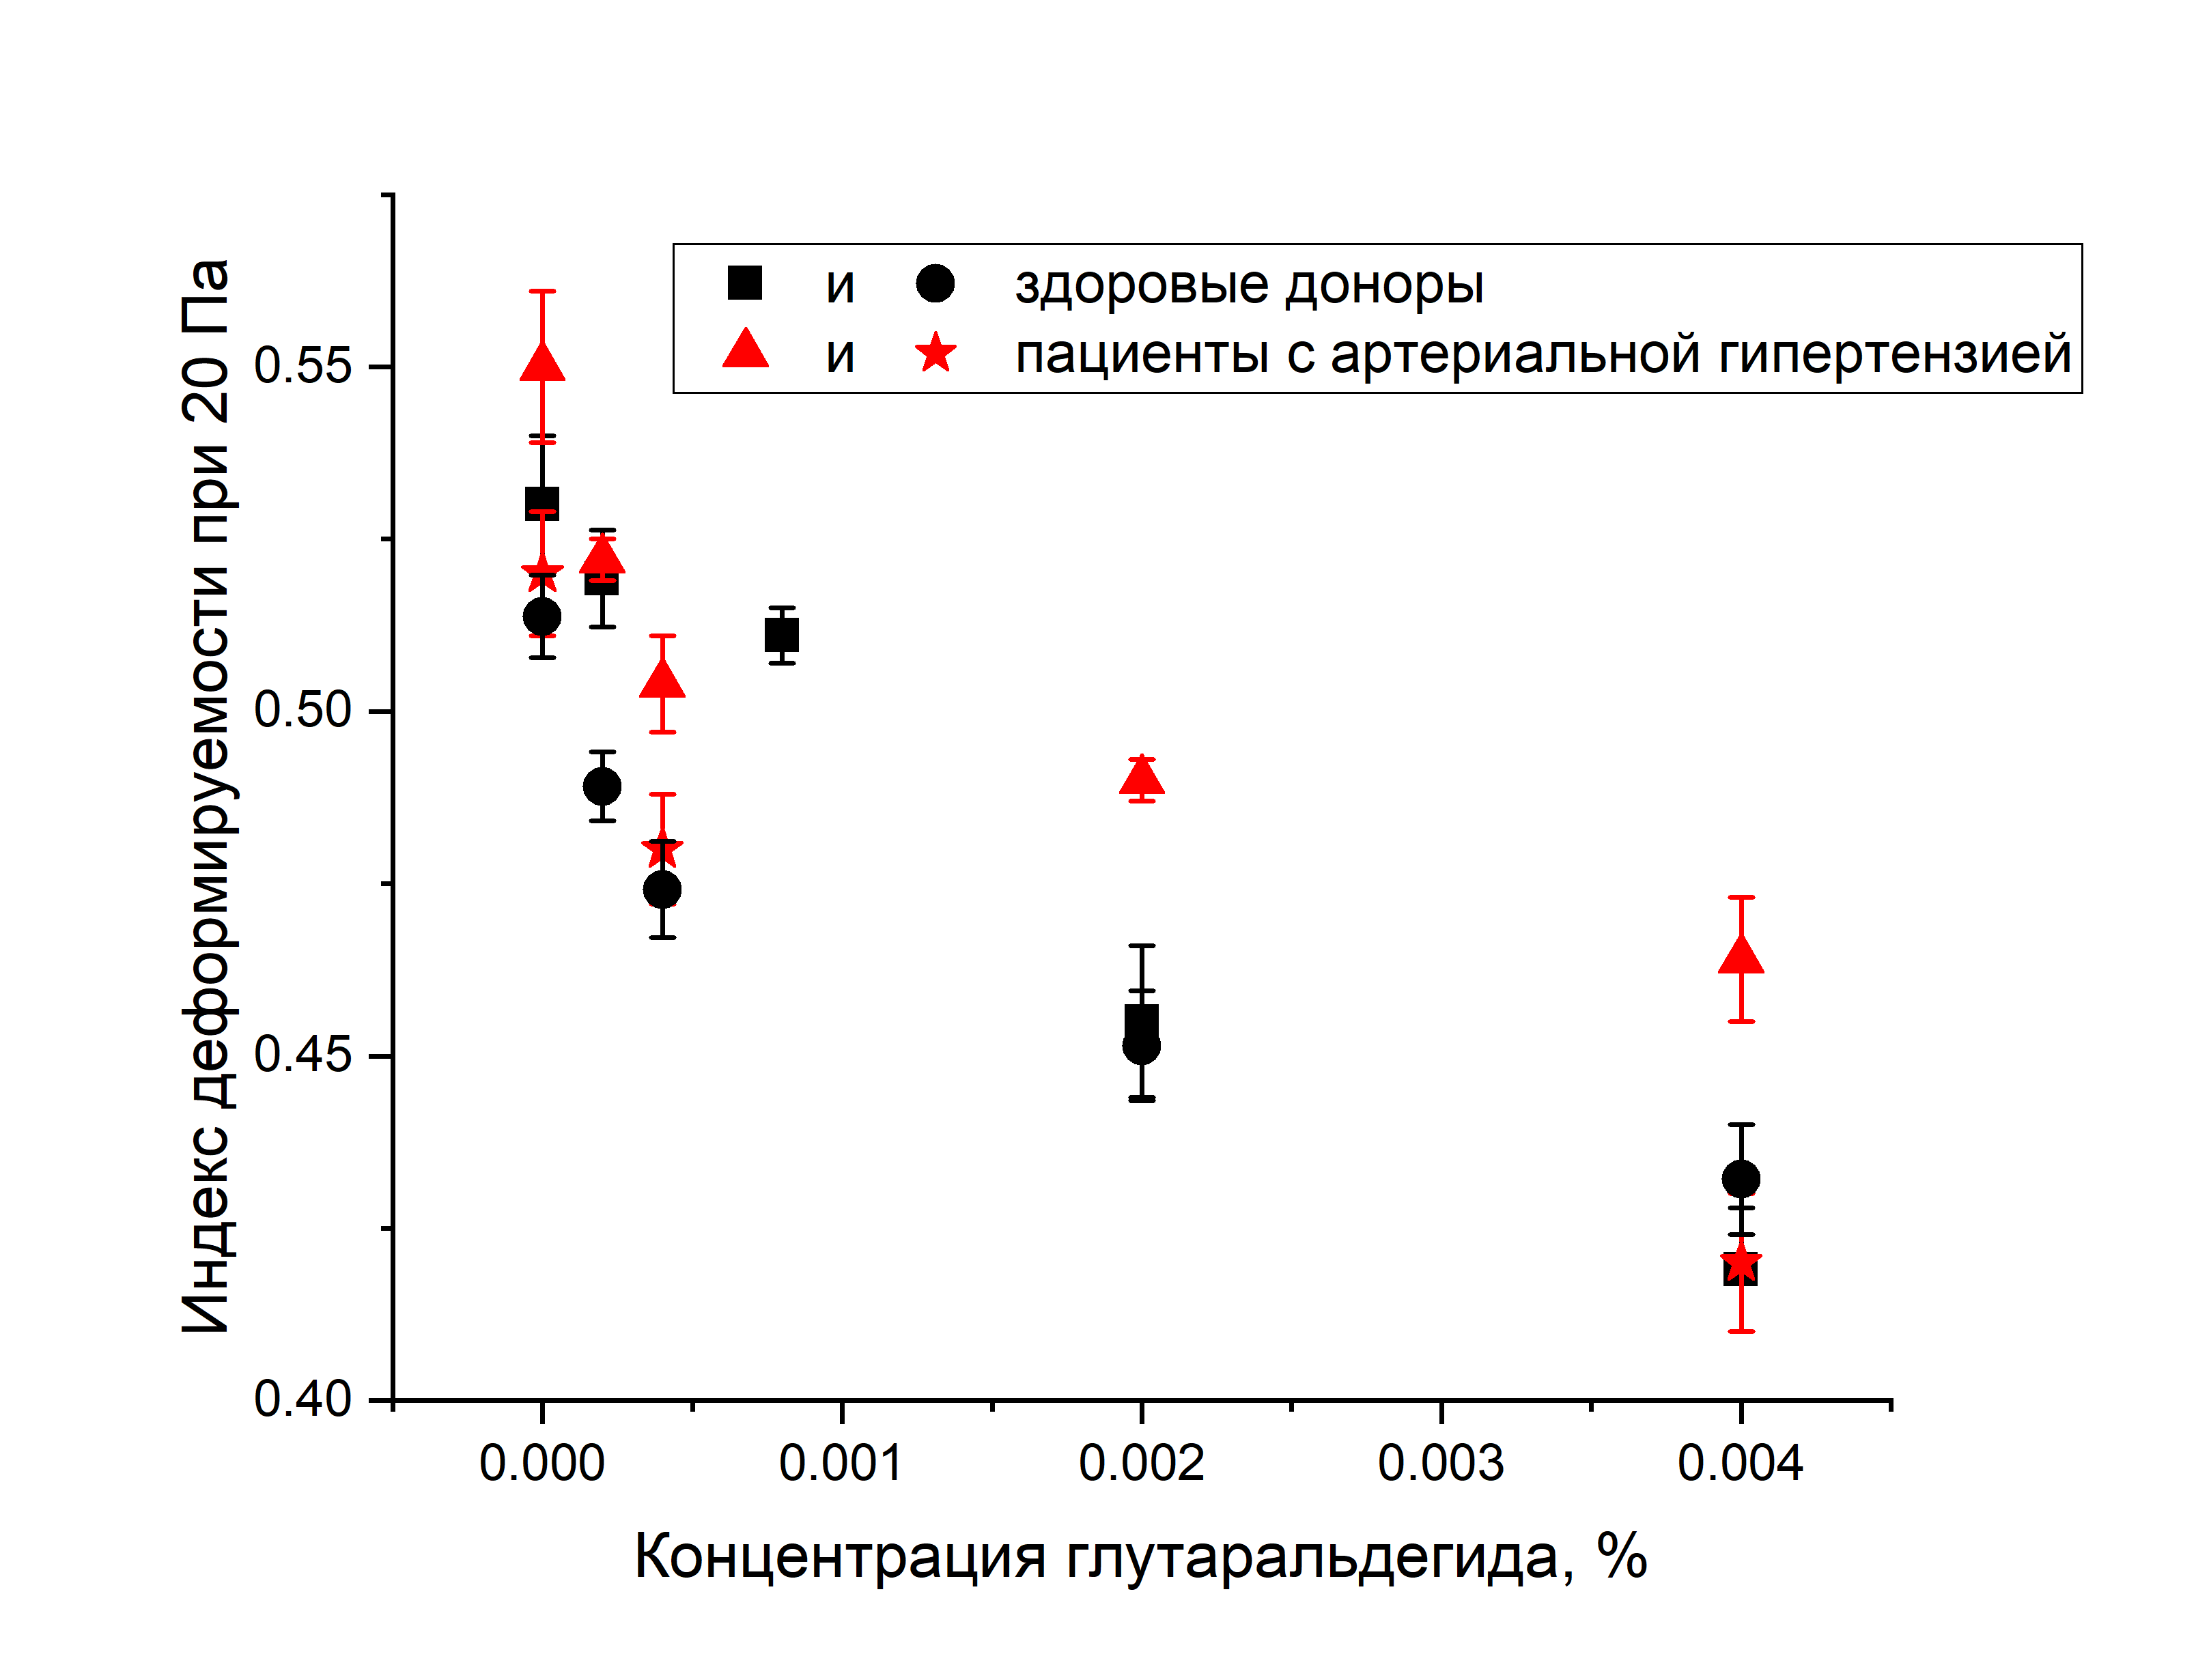 и здоровые доноры
и пациенты с артериальной гипертензией
Индекс деформируемости при 20 Па
0.55
0.50
0.45
0.40
0.000 0.001 0.002 0.003 0.004
Концентрация глутаральдегида, %